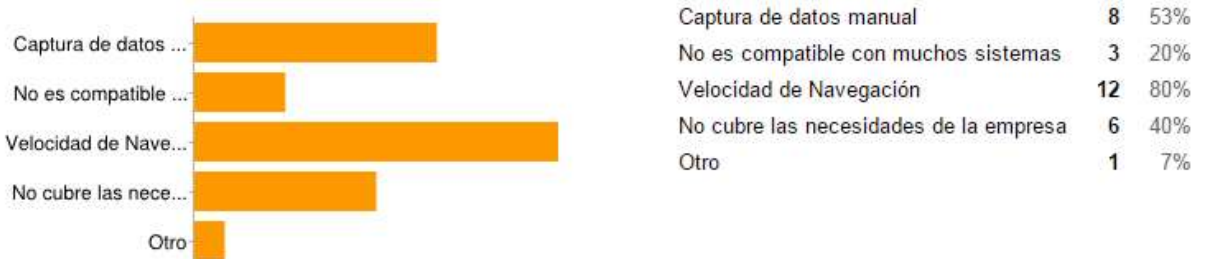 Captura de datos ...
No es compatible ...
Velocidad de Nave...
No cubre las nece...
Otro
Captura de datos manual 8 53%
No es compatible con muchos sistemas 3 20%
Velocidad de Navegación 12 80%
No cubre las necesidades de la empresa 6 40%
Otro 1 7%